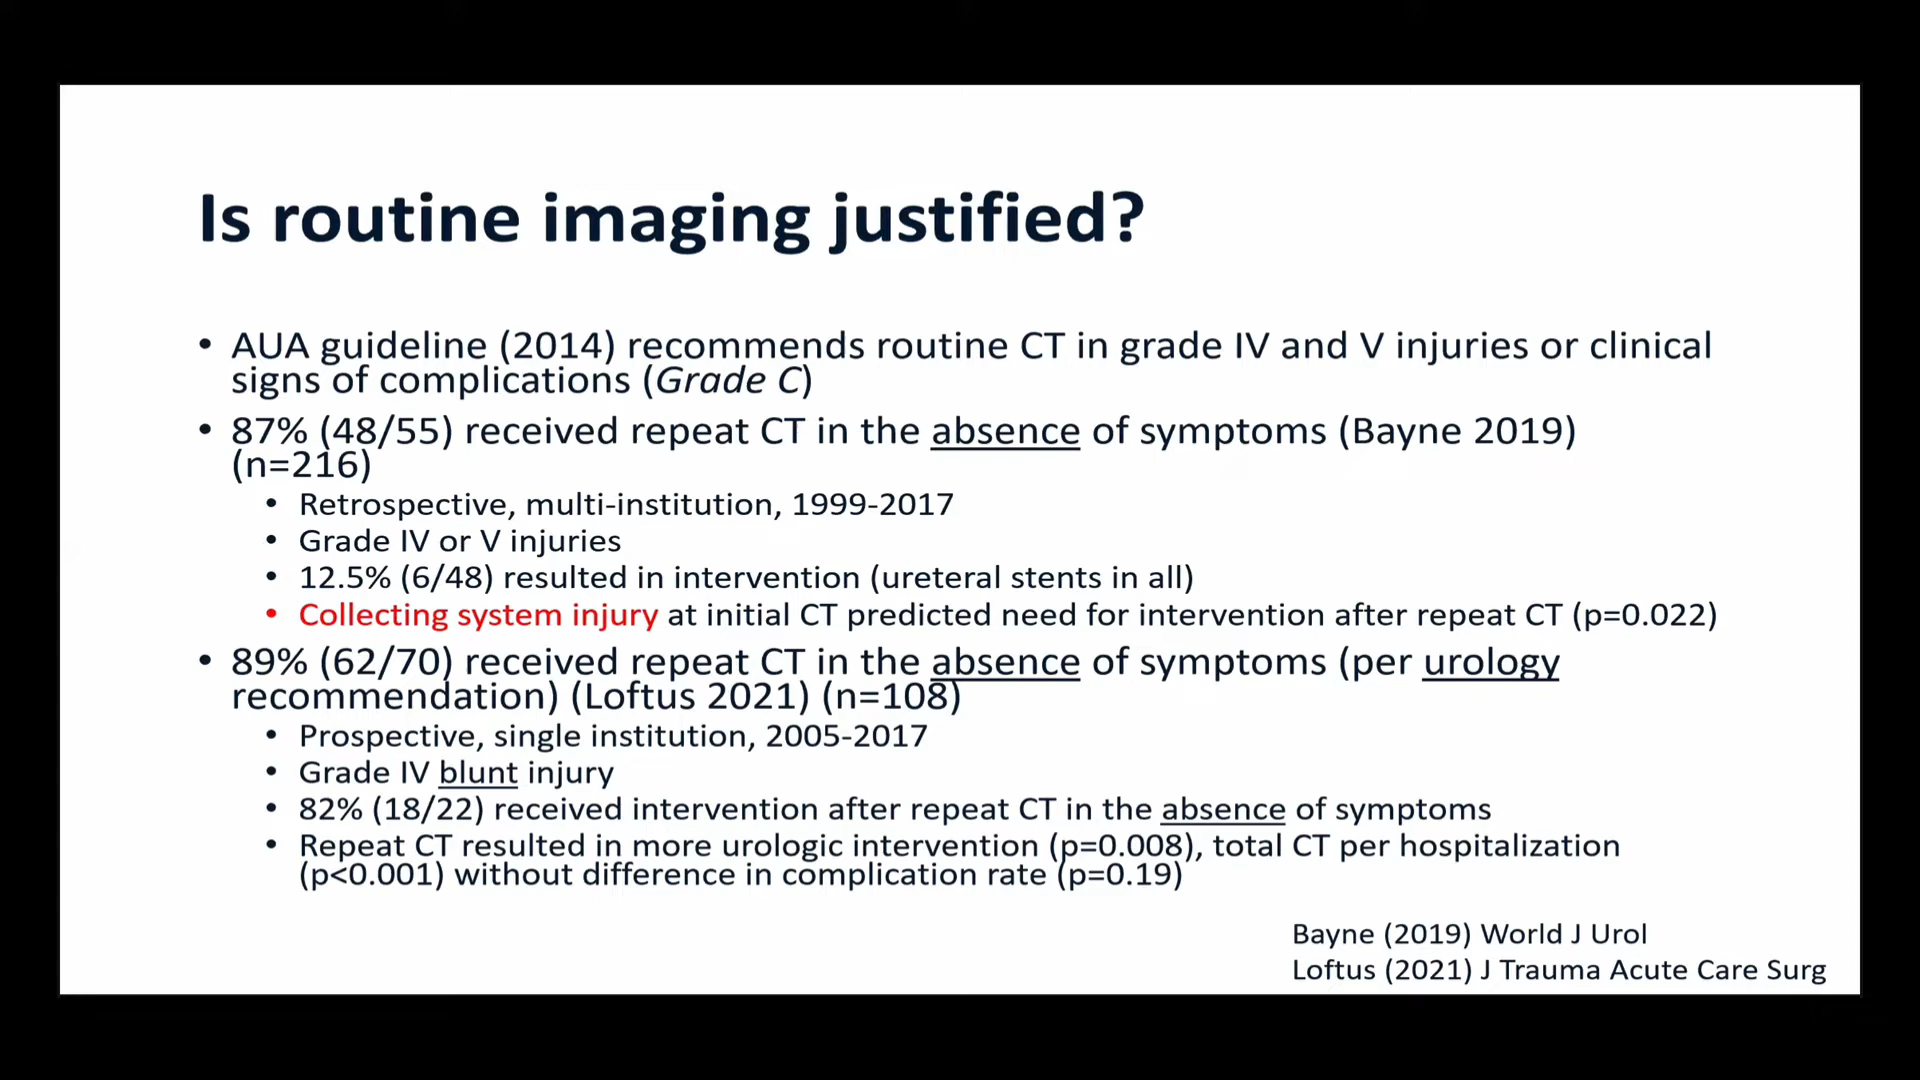 Is routine imaging justified?
• AUA guideline (2014) recommends routine CT in grade IV and V injuries or clinical
signs of complications (Grade C)
• 87% (48/55) received repeat CT in the absence of symptoms (Bayne 2019)
(n=216)
• Retrospective, multi-institution, 1999-2017
• Grade IV or V injuries
• 12.5% (6/48) resulted in intervention (ureteral stents in all)
• Collecting system injury at initial CT predicted need for intervention after repeat CT (p=0.022)
• 89% (62/70) received repeat CT in the absence of symptoms (per urology
recommendation) (Loftus 2021) (n=108)
• Prospective, single institution, 2005-2017
• Grade IV blunt injury
• 82% (18/22) received intervention after repeat CT in the absence of symptoms
• Repeat CT resulted in more urologic intervention (p=0.008), total CT per hospitalization
(p<0.001) without difference in complication rate (p=0.19)
Bayne (2019) World J Urol
Loftus (2021) J Trauma Acute Care Surg